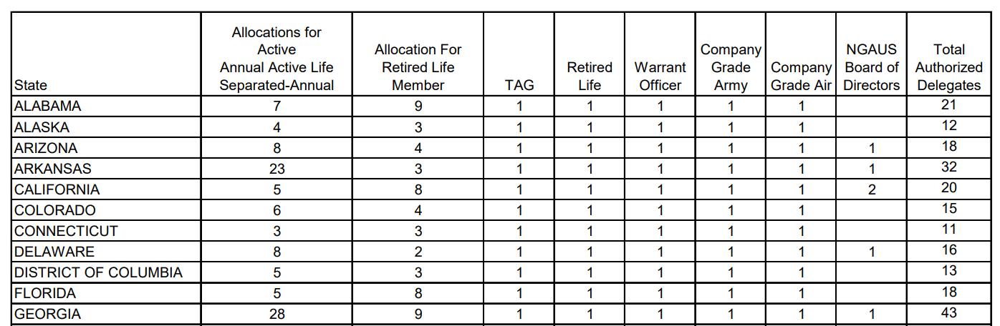 State Allocations for Active Annual Active Life Separated-Annual Allocation For Retired Life Member TAG Retired Life Warrant Officer Company Grade Army Company Grade Air NGAUS Board of Directors Total Authorized Delegates
ALABAMA 7 9 1 1 1 1 1 21
ALASKA 4 3 1 1 1 1 1 12
ARIZONA 8 4 1 1 1 1 1 1 18
ARKANSAS 23 3 1 1 1 1 1 1 32
CALIFORNIA 5 8 1 1 1 1 1 2 20
COLORADO 6 4 1 1 1 1 1 15
CONNECTICUT 3 3 1 1 1 1 1 11
DELAWARE 8 2 1 1 1 1 1 1 16
DISTRICT OF COLUMBIA 5 3 1 1 1 1 1 13
FLORIDA 5 8 1 1 1 1 1 18
GEORGIA 28 9 1 1 1 1 1 1 43